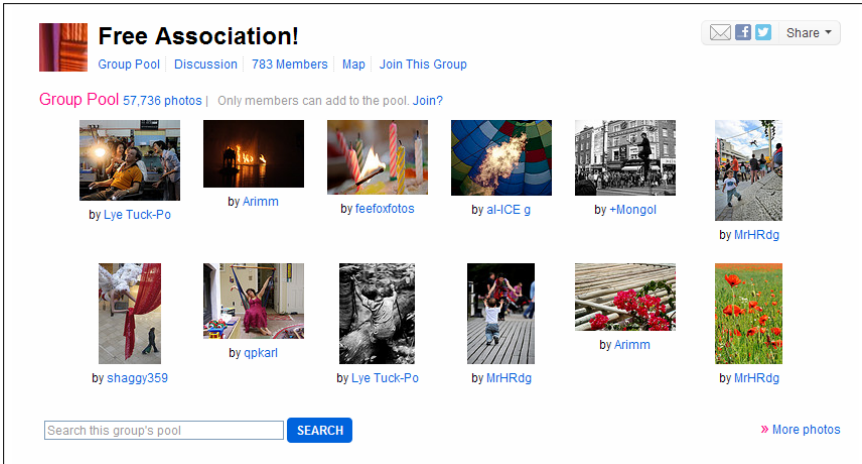 Free Association!
Share
Group Pool Discussion 783 Members Map Join This Group
Group Pool 57,736 photos | Only members can add to the pool. Join?
by Lye Tuck-Po
by Arimm
by feefoxfotos
by al-ICE g
by +Mongol
by MrHRdg
by shaggy359
by qpkarl
by Lye Tuck-Po
by MrHRdg
by Arimm
by MrHRdg
Search this group's pool SEARCH
» More photos